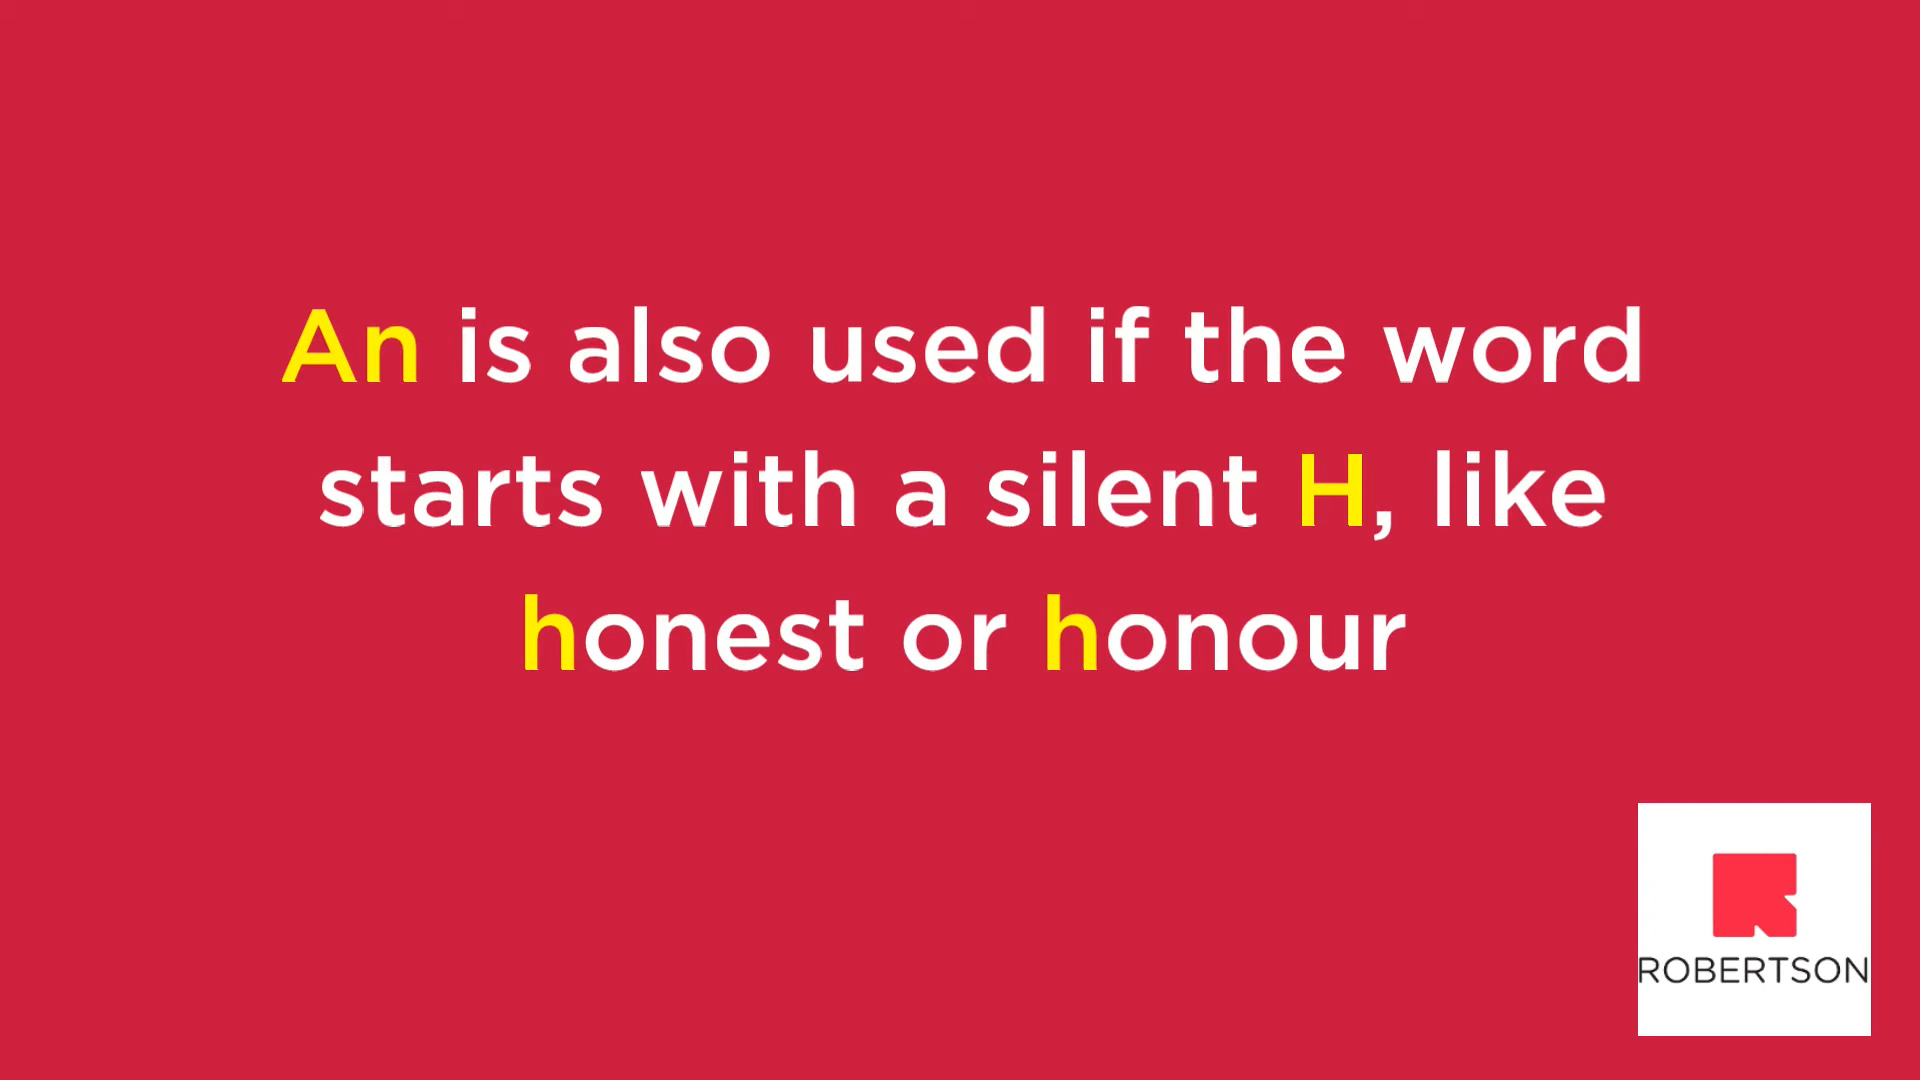 An is also used if the word
starts with a silent H, like
honest or honour
ROBERTSON